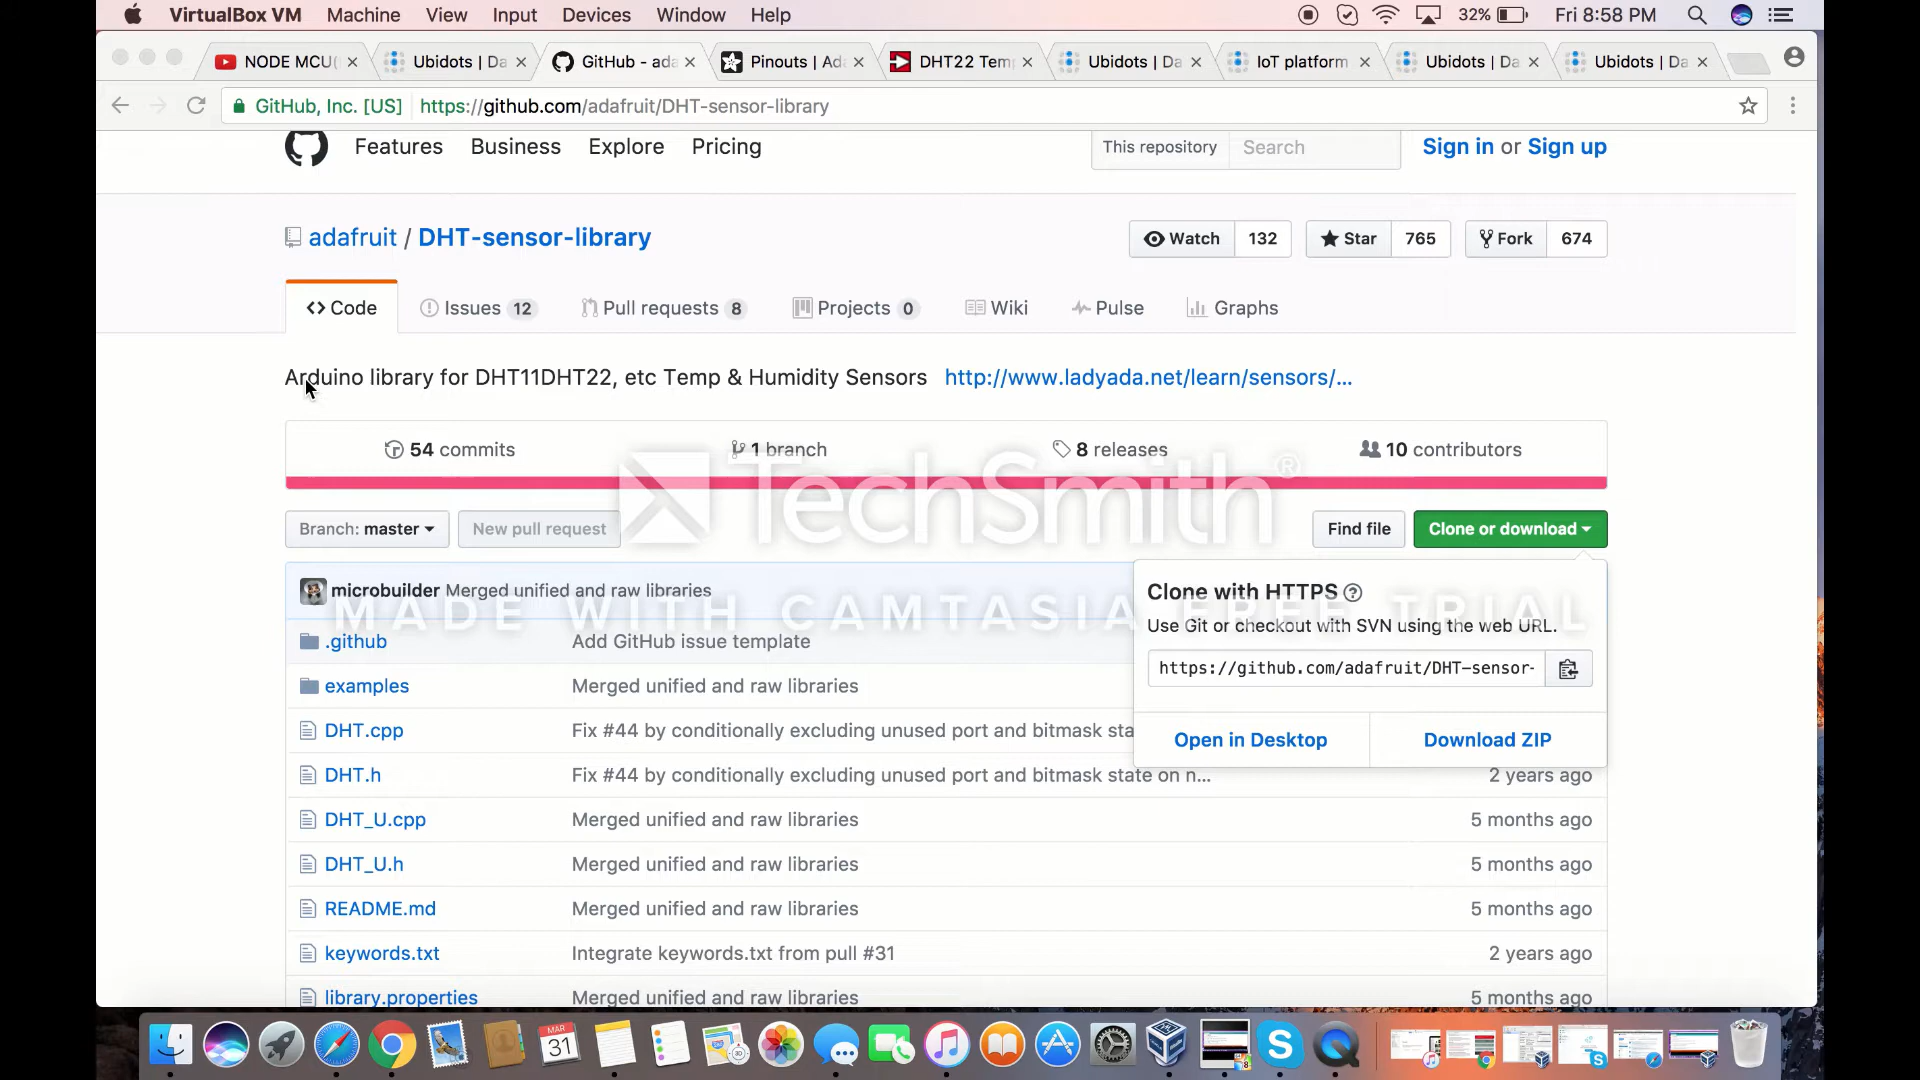 VirtualBox VM Machine View Input Devices Window Help 32% Fri 8:58 PM
NODE MCU( Ubidots | Da GitHub - ada Pinouts | Ada DHT22 Tem Ubidots | Da IoT platform Ubidots | Da Ubidots | Da
GitHub, Inc. [US] https://github.com/adafruit/DHT-sensor-library
Features Business Explore Pricing This repository Search Sign in or Sign up
adafruit / DHT-sensor-library Watch 132 Star 765 Fork 674
Code Issues 12 Pull requests 8 Projects 0 Wiki Pulse Graphs
Arduino library for DHT11DHT22, etc Temp & Humidity Sensors http://www.ladyada.net/learn/sensors/...
54 commits 1 branch 8 releases 10 contributors
TechSmith®
Branch: master New pull request Find file Clone or download
microbuilder Merged unified and raw libraries
Clone with HTTPS
MADE WITH CAMTASIA FREE TRIAL
Use Git or checkout with SVN using the web URL.
.github Add GitHub issue template
https://github.com/adafruit/DHT-sensor-
examples Merged unified and raw libraries
DHT.cpp Fix #44 by conditionally excluding unused port and bitmask sta
Open in Desktop Download ZIP
DHT.h Fix #44 by conditionally excluding unused port and bitmask state on n... 2 years ago
DHT_U.cpp Merged unified and raw libraries 5 months ago
DHT_U.h Merged unified and raw libraries 5 months ago
README.md Merged unified and raw libraries 5 months ago
keywords.txt Integrate keywords.txt from pull #31 2 years ago
library.properties Merged unified and raw libraries 5 months ago
MAR
31